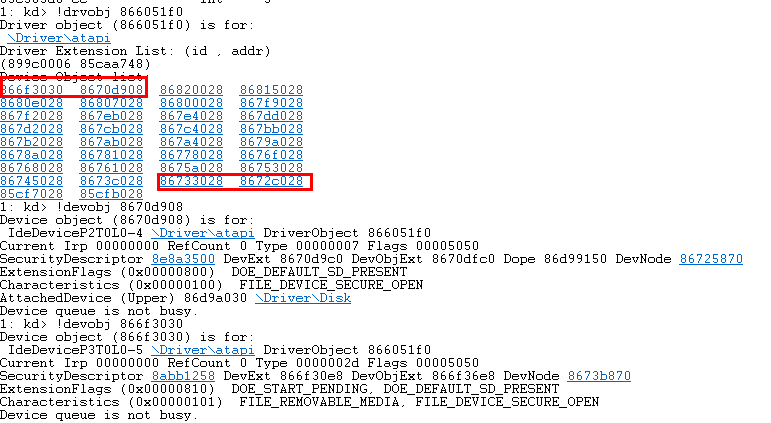 1: kd> !drvobj 866051f0
Driver object (866051f0) is for:
\Driver\atapi
Driver Extension List: (id , addr)
(899c0006 85caa748)
Device Object list:
866f3030 8670d908 86820028 86815028
8680e028 86807028 86800028 867f9028
867f2028 867eb028 867e4028 867dd028
867d2028 867cb028 867c4028 867bb028
867b2028 867ab028 867a4028 8679a028
8678a028 86781028 86778028 8676f028
86768028 86761028 8675a028 86753028
86745028 8673c028 86733028 8672c028
85cf7028 85cfb028
1: kd> !devobj 8670d908
Device object (8670d908) is for:
IdeDeviceP2T0L0-4 \Driver\atapi DriverObject 866051f0
Current Irp 00000000 RefCount 0 Type 00000007 Flags 00005050
SecurityDescriptor 8e8a3500 DevExt 8670d9c0 DevObjExt 8670dfc0 Dope 86d99150 DevNode 86725870
ExtensionFlags (0x00000800) DOE_DEFAULT_SD_PRESENT
Characteristics (0x00000100) FILE_DEVICE_SECURE_OPEN
AttachedDevice (Upper) 86d9a030 \Driver\Disk
Device queue is not busy.
1: kd> !devobj 866f3030
Device object (866f3030) is for:
IdeDeviceP3T0L0-5 \Driver\atapi DriverObject 866051f0
Current Irp 00000000 RefCount 0 Type 0000002d Flags 00005050
SecurityDescriptor 8abb1258 DevExt 866f30e8 DevObjExt 866f36e8 DevNode 8673b870
ExtensionFlags (0x00000810) DOE_START_PENDING, DOE_DEFAULT_SD_PRESENT
Characteristics (0x00000101) FILE_REMOVABLE_MEDIA, FILE_DEVICE_SECURE_OPEN
Device queue is not busy.